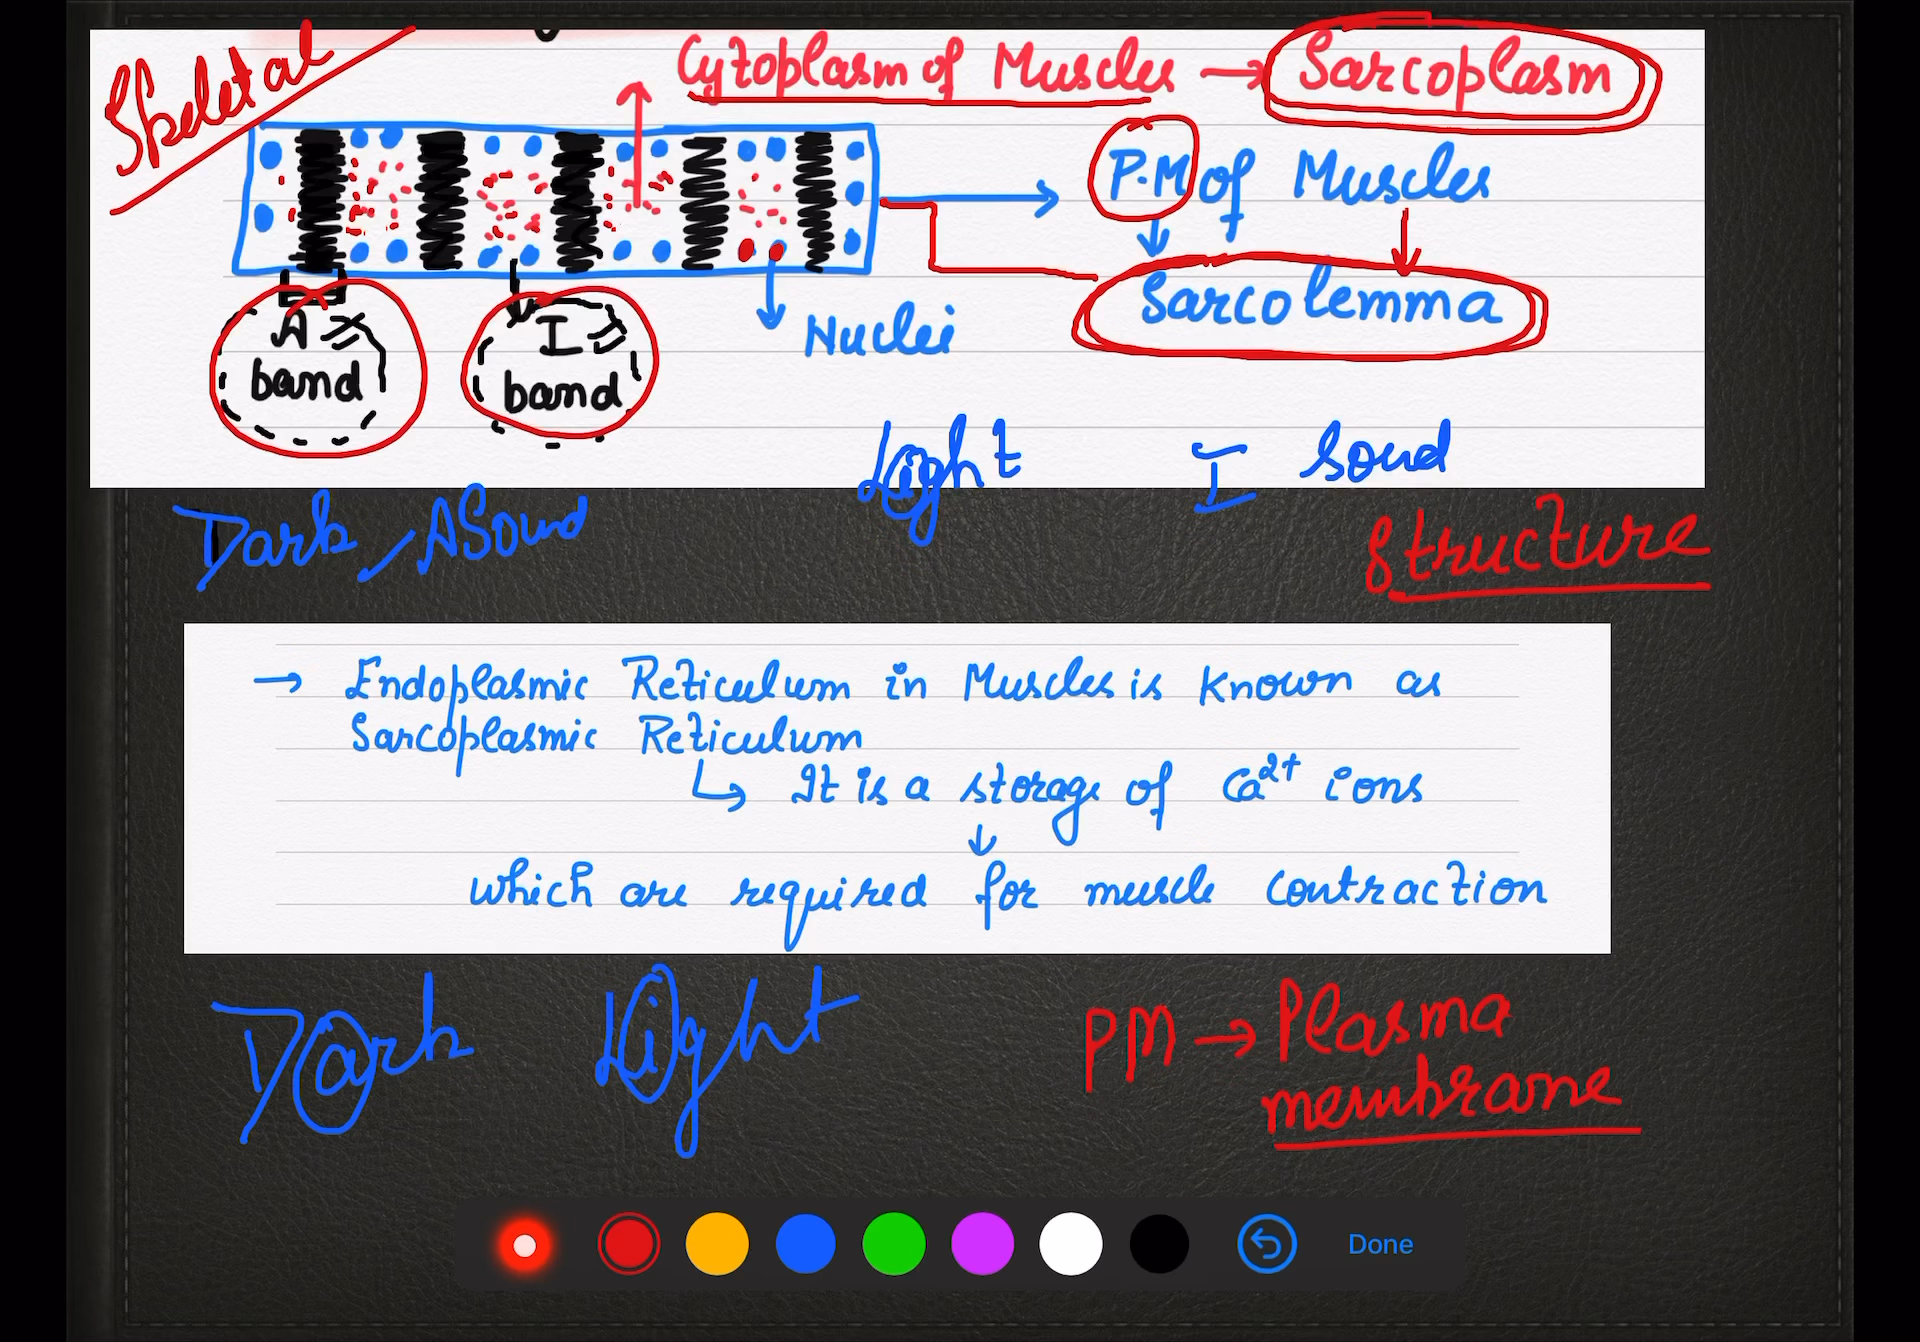 Skeletal
Cytoplasm of Muscles → Sarcoplasm
P.M of Muscles
Sarcolemma
Nuclei
A band
I band
Light I Sound
Dark ASound
Structure
→ Endoplasmic Reticulum in Muscles is known as
Sarcoplasmic Reticulum
↳ It is a storage of Ca²⁺ ions
↓
which are required for muscle contraction
Dark Light
PM → Plasma
membrane
Done